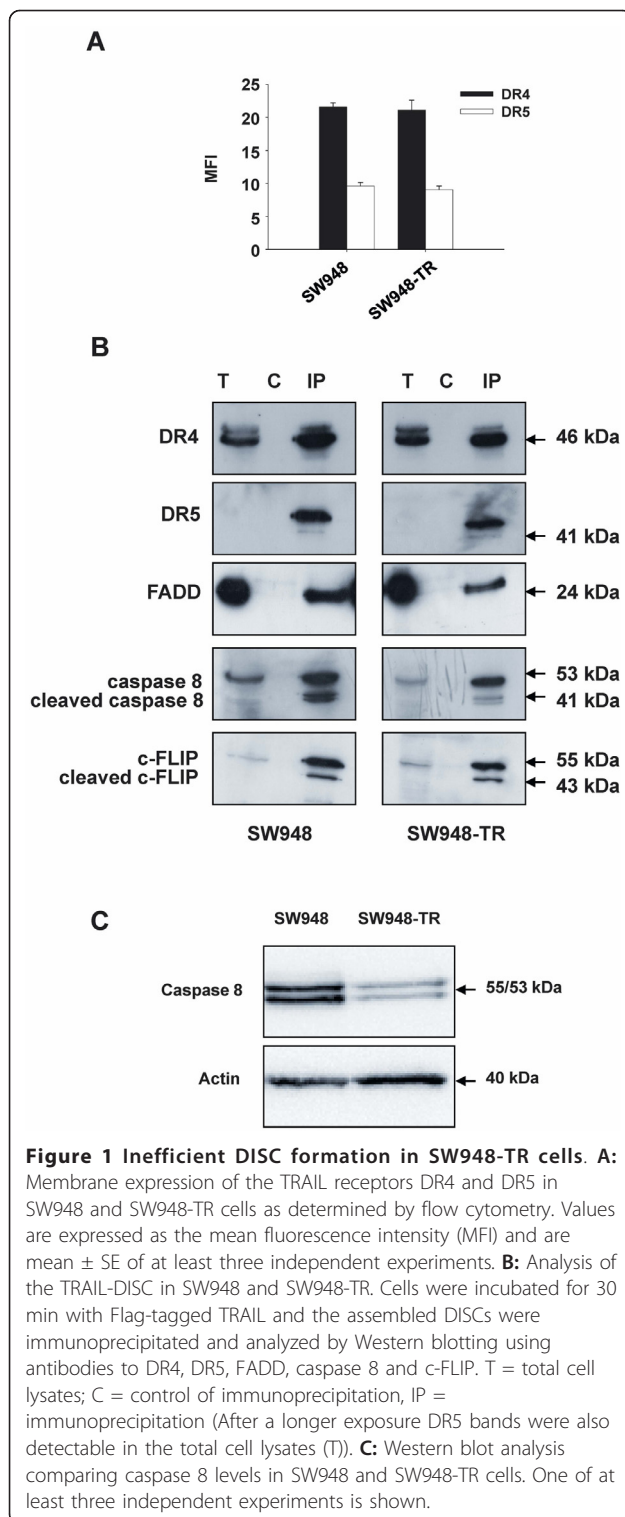 A
25
20
15
10
5
0
MFI
DR4
DR5
SW948
SW948-TR
B
T C IP T C IP
DR4 46 kDa
DR5 41 kDa
FADD 24 kDa
caspase 8 53 kDa
cleaved caspase 8 41 kDa
c-FLIP 55 kDa
cleaved c-FLIP 43 kDa
SW948 SW948-TR
C
SW948 SW948-TR
Caspase 8 55/53 kDa
Actin 40 kDa
Figure 1 Inefficient DISC formation in SW948-TR cells. A:
Membrane expression of the TRAIL receptors DR4 and DR5 in
SW948 and SW948-TR cells as determined by flow cytometry. Values
are expressed as the mean fluorescence intensity (MFI) and are
mean ± SE of at least three independent experiments. B: Analysis of
the TRAIL-DISC in SW948 and SW948-TR. Cells were incubated for 30
min with Flag-tagged TRAIL and the assembled DISCs were
immunoprecipitated and analyzed by Western blotting using
antibodies to DR4, DR5, FADD, caspase 8 and c-FLIP. T = total cell
lysates; C = control of immunoprecipitation, IP =
immunoprecipitation (After a longer exposure DR5 bands were also
detectable in the total cell lysates (T)). C: Western blot analysis
comparing caspase 8 levels in SW948 and SW948-TR cells. One of at
least three independent experiments is shown.